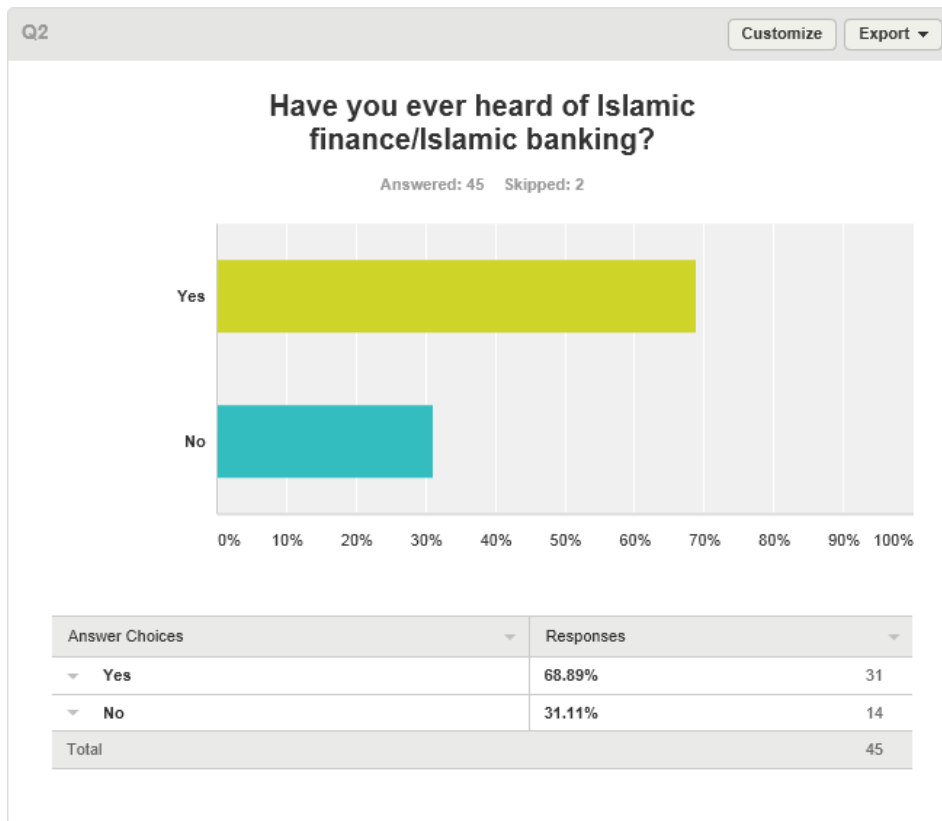 Q2 Customize Export
Have you ever heard of Islamic
finance/Islamic banking?
Answered: 45 Skipped: 2
Yes
No
0% 10% 20% 30% 40% 50% 60% 70% 80% 90% 100%
Answer Choices Responses
Yes 68.89% 31
No 31.11% 14
Total 45